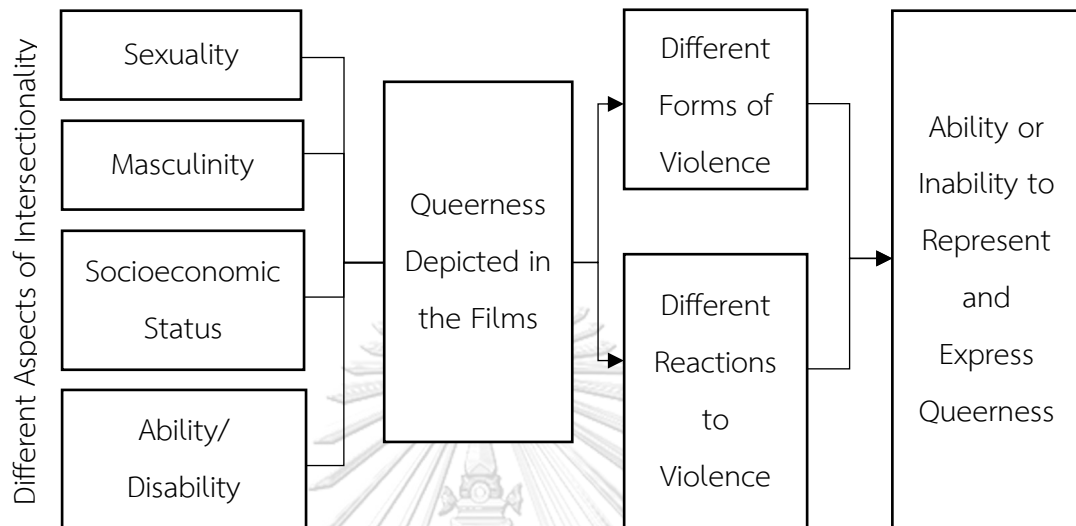 Different Aspects of Intersectionality
Sexuality
Masculinity
Socioeconomic
Status
Ability/
Disability
Queerness
Depicted in
the Films
Different
Forms of
Violence
Different
Reactions
to
Violence
Ability or
Inability to
Represent
and
Express
Queerness